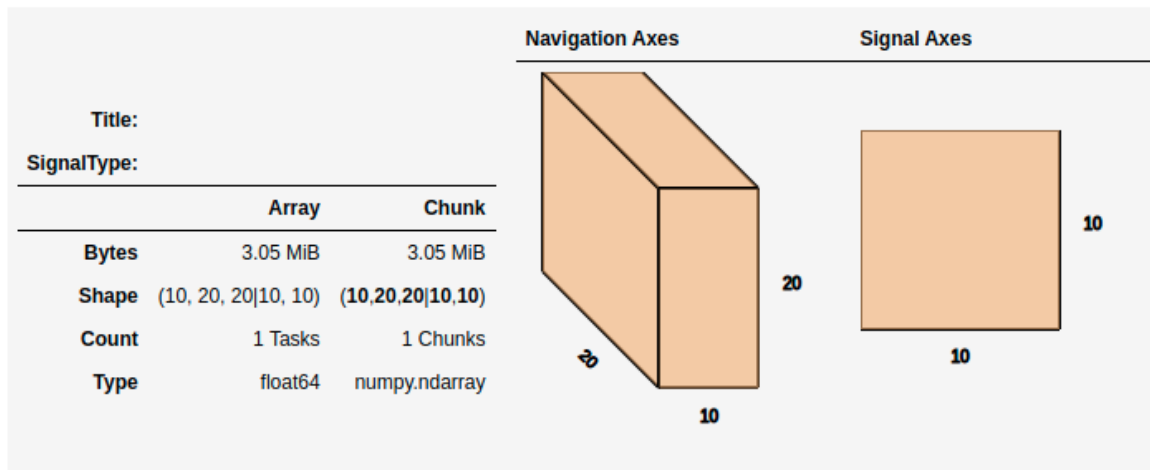 Navigation Axes Signal Axes
Title:
SignalType:
Array Chunk
Bytes 3.05 MiB 3.05 MiB
Shape (10, 20, 20|10, 10) (10,20,20|10,10)
Count 1 Tasks 1 Chunks
Type float64 numpy.ndarray
20
20
10
10
10